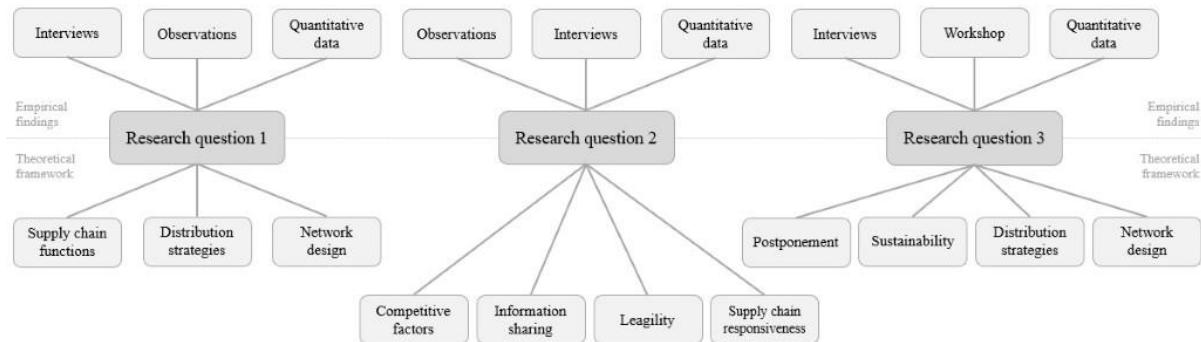 Interviews
Observations
Quantitative
data
Observations
Interviews
Quantitative
data
Interviews
Workshop
Quantitative
data
Empirical
findings
Empirical
findings
Research question 1
Research question 2
Research question 3
Theoretical
framework
Theoretical
framework
Supply chain
functions
Distribution
strategies
Network
design
Postponement
Sustainability
Distribution
strategies
Network
design
Competitive
factors
Information
sharing
Leagility
Supply chain
responsiveness